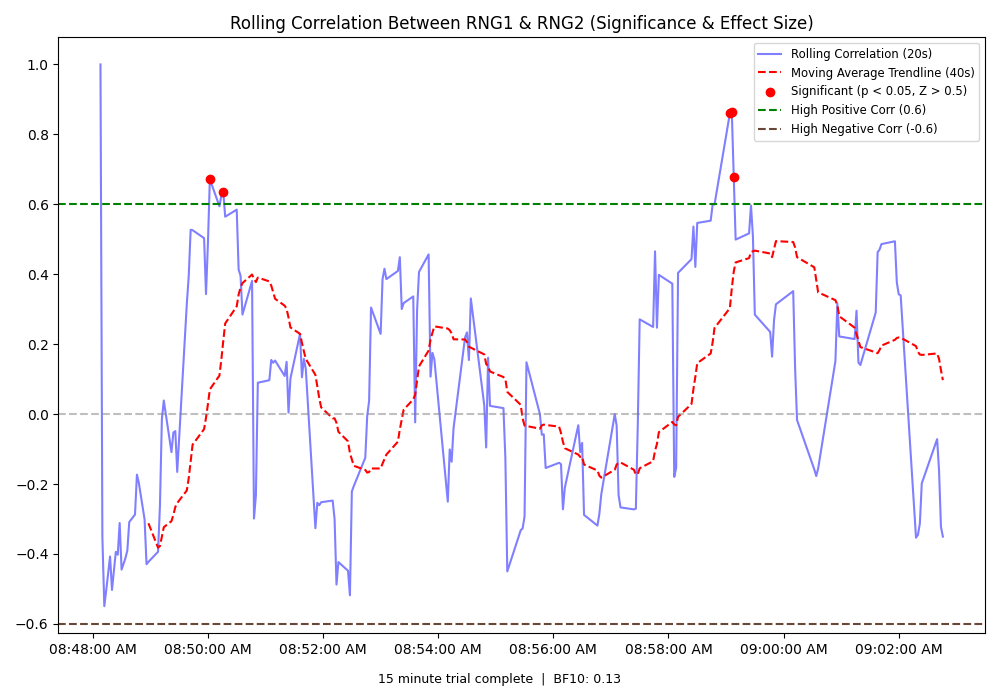 Rolling Correlation Between RNG1 & RNG2 (Significance & Effect Size)
Rolling Correlation (20s)
Moving Average Trendline (40s)
Significant (p < 0.05, Z > 0.5)
High Positive Corr (0.6)
High Negative Corr (-0.6)
1.0
0.8
0.6
0.4
0.2
0.0
−0.2
−0.4
−0.6
08:48:00 AM 08:50:00 AM 08:52:00 AM 08:54:00 AM 08:56:00 AM 08:58:00 AM 09:00:00 AM 09:02:00 AM
15 minute trial complete | BF10: 0.13